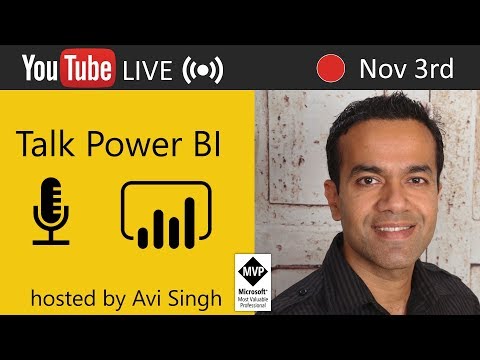 YouTube LIVE
Nov 3rd
Talk Power BI
hosted by Avi Singh
MVP
Microsoft®
Most Valuable
Professional